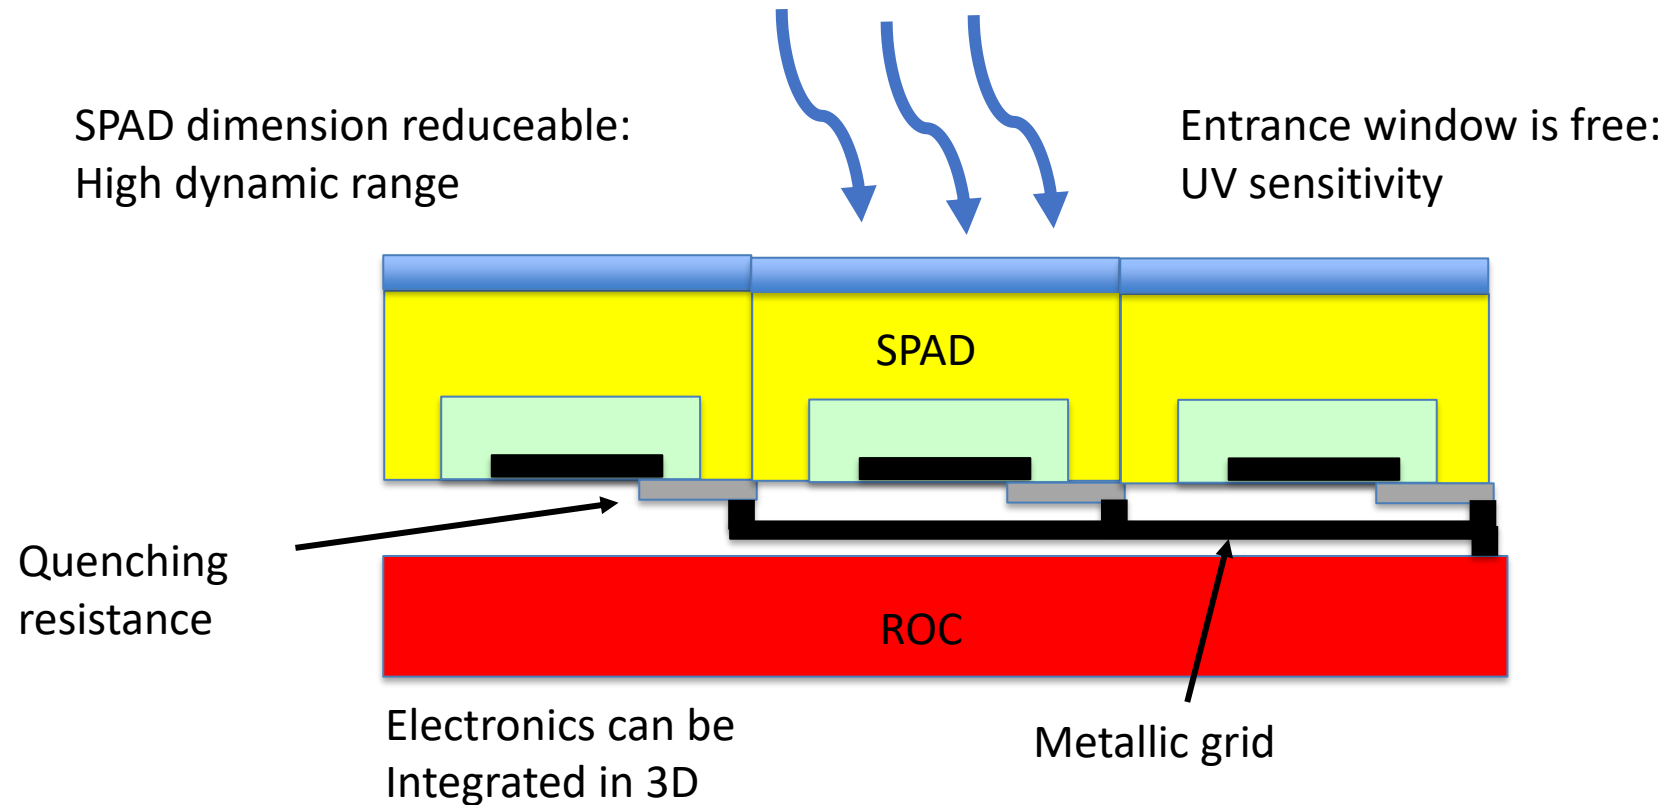 SPAD dimension reduceable:
High dynamic range
Entrance window is free:
UV sensitivity
SPAD
Quenching
resistance
ROC
Electronics can be
Integrated in 3D
Metallic grid